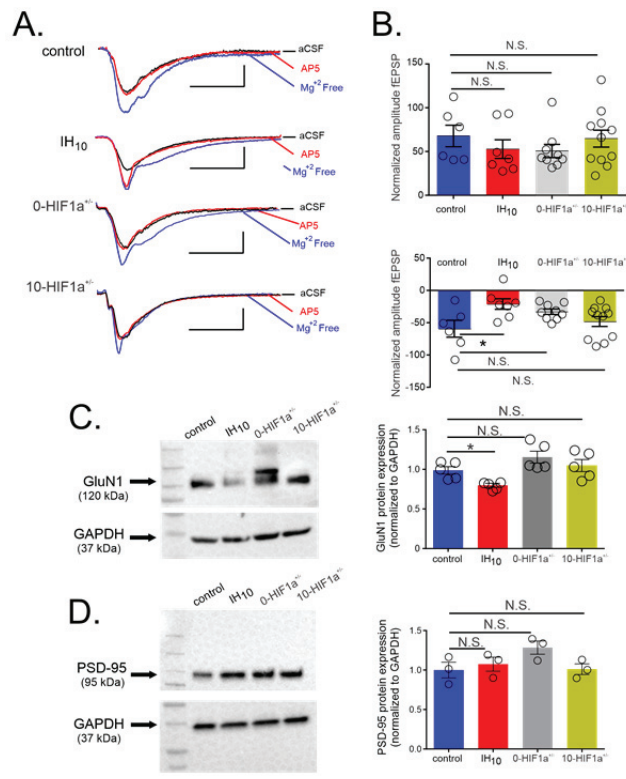 A.
control
aCSF
AP5
Mg+2 Free
IH10
aCSF
AP5
Mg+2 Free
0-HIF1a+/-
aCSF
AP5
Mg+2 Free
10-HIF1a+/-
aCSF
AP5
Mg+2 Free
B.
N.S.
N.S.
N.S.
Normalized amplitude fEPSP
150
100
50
0
control IH10 0-HIF1a+/- 10-HIF1a+/-
control IH10 0-HIF1a+/- 10-HIF1a+/-
Normalized amplitude fEPSP
0
-50
-100
-150
*
N.S.
N.S.
C.
control IH10 0-HIF1a+/- 10-HIF1a+/-
GluN1
(120 kDa)
GAPDH
(37 kDa)
N.S.
N.S.
*
GluN1 protein expression
(normalized to GAPDH)
1.5
1.0
0.5
0.0
control IH10 0-HIF1a+/- 10-HIF1a+/-
D.
control IH10 0-HIF1a+/- 10-HIF1a+/-
PSD-95
(95 kDa)
GAPDH
(37 kDa)
N.S.
N.S.
N.S.
PSD-95 protein expression
(normalized to GAPDH)
1.5
1.0
0.5
0.0
control IH10 0-HIF1a+/- 10-HIF1a+/-